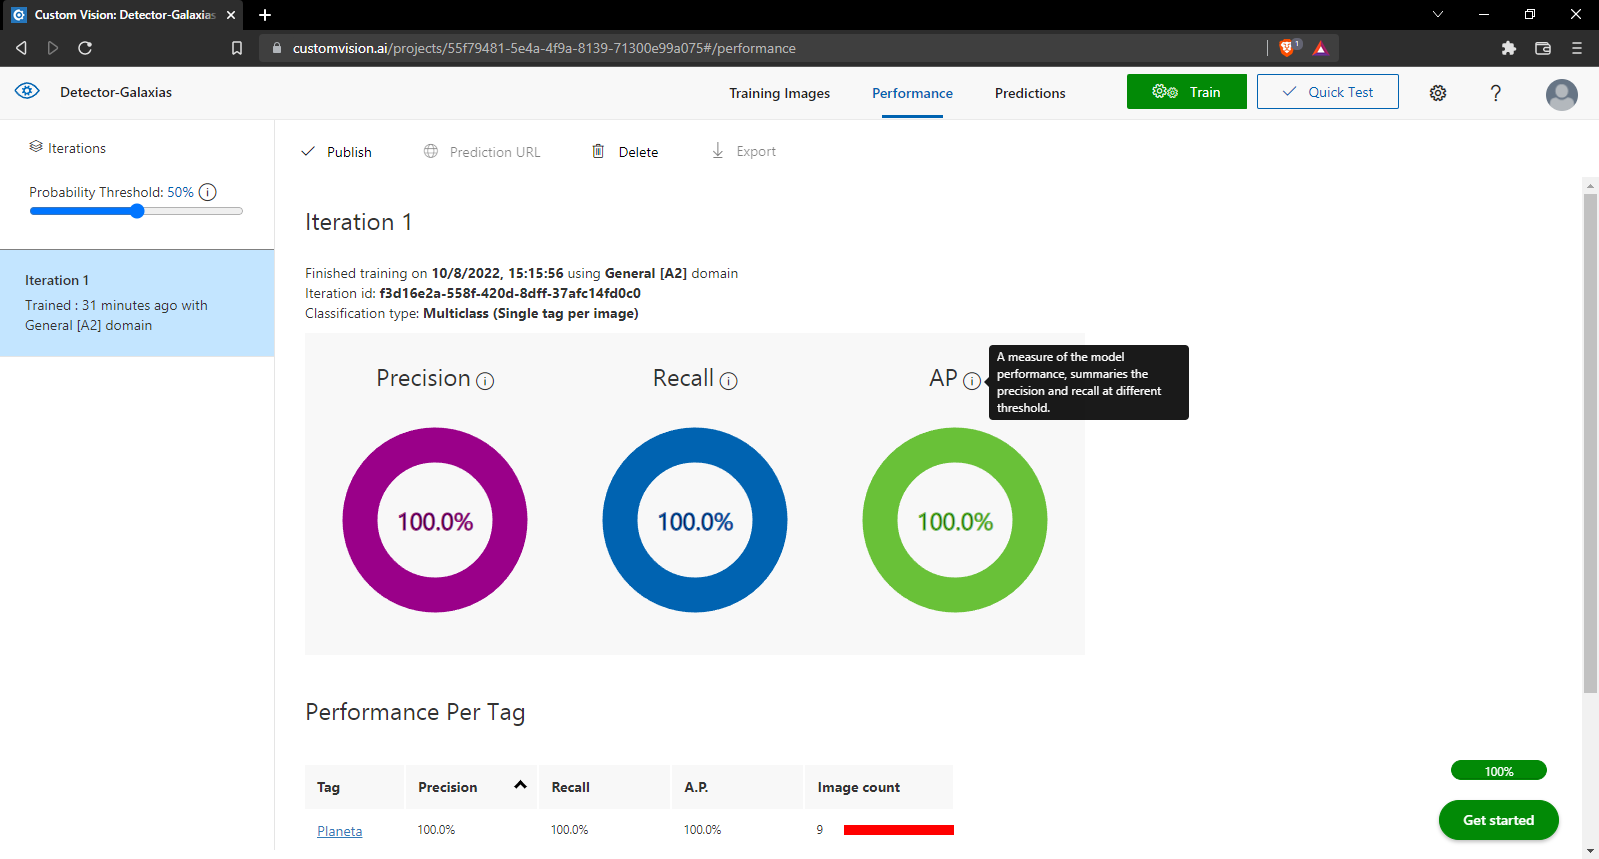 Custom Vision: Detector-Galaxias
customvision.ai/projects/55f79481-5e4a-4f9a-8139-71300e99a075#/performance
1
Detector-Galaxias
Training Images
Performance
Predictions
Train
Quick Test
?
Iterations
Probability Threshold: 50%
Iteration 1
Trained : 31 minutes ago with
General [A2] domain
Publish
Prediction URL
Delete
Export
Iteration 1
Finished training on 10/8/2022, 15:15:56 using General [A2] domain
Iteration id: f3d16e2a-558f-420d-8dff-37afc14fd0c0
Classification type: Multiclass (Single tag per image)
Precision
Recall
AP
A measure of the model
performance, summaries the
precision and recall at different
threshold.
100.0%
100.0%
100.0%
Performance Per Tag
Tag Precision Recall A.P. Image count
Planeta 100.0% 100.0% 100.0% 9
100%
Get started